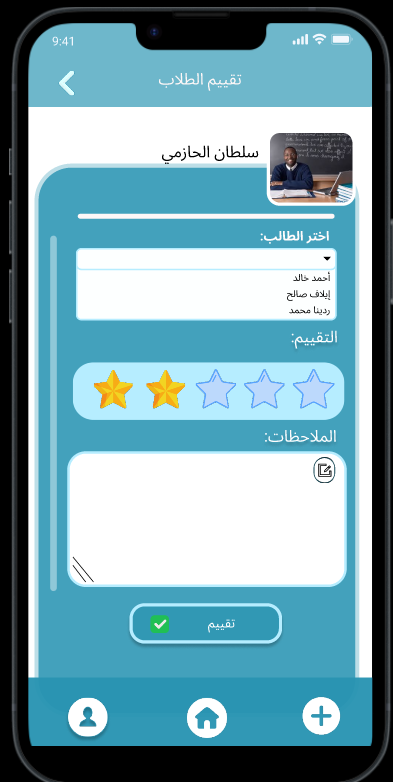 9:41
تقييم الطلاب
سلطان الحازمي
اختر الطالب:
أحمد خالد
إيلاف صالح
ردينا محمد
التقييم:
الملاحظات:
تقييم